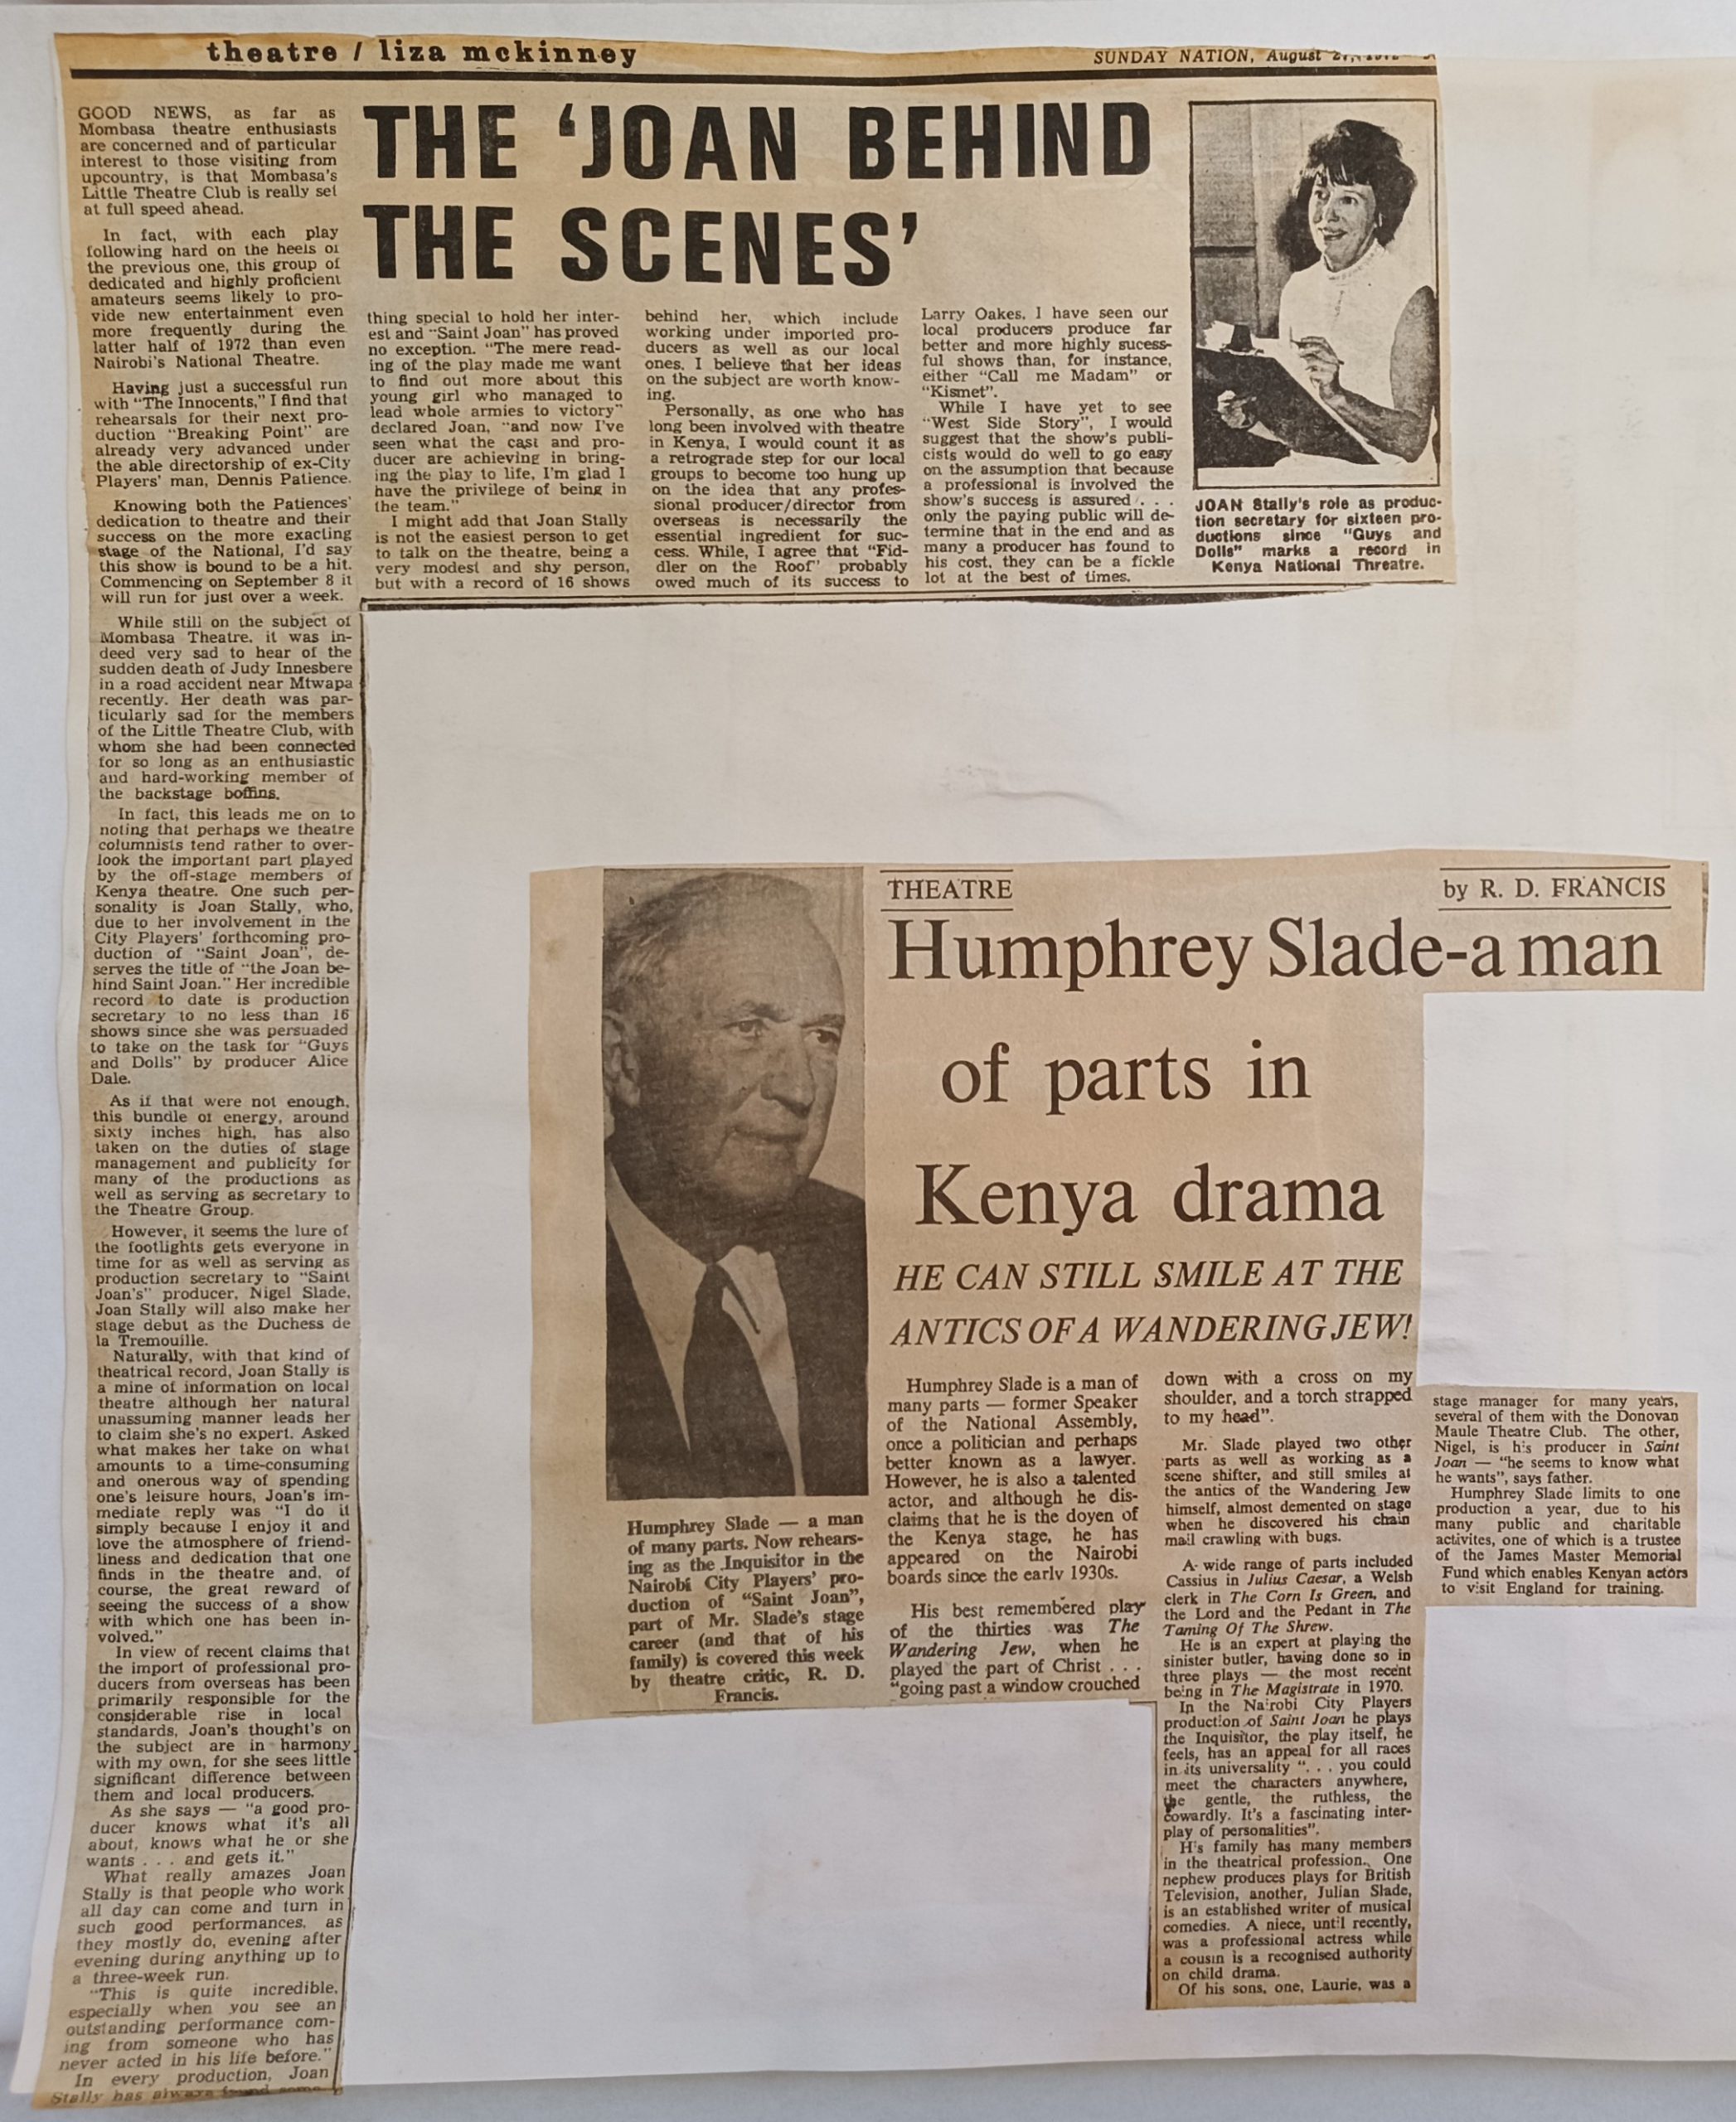 theatre / liza mckinney
SUNDAY NATION, August 27, 1972
THE 'JOAN BEHIND
THE SCENES'
GOOD NEWS, as far as
Mombasa theatre enthusiasts
are concerned and of particular
interest to those visiting from
upcountry, is that Mombasa's
Little Theatre Club is really set
at full speed ahead.
In fact, with each play
following hard on the heels of
the previous one, this group of
dedicated and highly proficient
amateurs seems likely to pro-
vide new entertainment even
more frequently during the
latter half of 1972 than even
Nairobi's National Theatre.
Having just a successful run
with "The Innocents," I find that
rehearsals for their next pro-
duction "Breaking Point" are
already very advanced under
the able directorship of ex-City
Players' man, Dennis Patience.
Knowing both the Patiences'
dedication to theatre and their
success on the more exacting
stage of the National, I'd say
this show is bound to be a hit.
Commencing on September 8 it
will run for just over a week.
While still on the subject of
Mombasa Theatre, it was in-
deed very sad to hear of the
sudden death of Judy Innesbere
in a road accident near Mtwapa
recently. Her death was par-
ticularly sad for the members
of the Little Theatre Club, with
whom she had been connected
for so long as an enthusiastic
and hard-working member of
the backstage boffins.
In fact, this leads me on to
noting that perhaps we theatre
columnists tend rather to over-
look the important part played
by the off-stage members of
Kenya theatre. One such per-
sonality is Joan Stally, who,
due to her involvement in the
City Players' forthcoming pro-
duction of "Saint Joan", de-
serves the title of "the Joan be-
hind Saint Joan." Her incredible
record to date is production
secretary to no less than 16
shows since she was persuaded
to take on the task for "Guys
and Dolls" by producer Alice
Dale.
As if that were not enough,
this bundle of energy, around
sixty inches high, has also
taken on the duties of stage
management and publicity for
many of the productions as
well as serving as secretary to
the Theatre Group.
However, it seems the lure of
the footlights gets everyone in
time for as well as serving as
production secretary to "Saint
Joan's" producer, Nigel Slade,
Joan Stally will also make her
stage debut as the Duchess de
la Tremouille.
Naturally, with that kind of
theatrical record, Joan Stally is
a mine of information on local
theatre although her natural
unassuming manner leads her
to claim she's no expert. Asked
what makes her take on what
amounts to a time-consuming
and onerous way of spending
one's leisure hours, Joan's im-
mediate reply was "I do it
simply because I enjoy it and
love the atmosphere of friend-
liness and dedication that one
finds in the theatre and, of
course, the great reward of
seeing the success of a show
with which one has been in-
volved."
In view of recent claims that
the import of professional pro-
ducers from overseas has been
primarily responsible for the
considerable rise in local
standards, Joan's thought's on
the subject are in harmony
with my own, for she sees little
significant difference between
them and local producers.
As she says — "a good pro-
ducer knows what it's all
about, knows what he or she
wants . . . and gets it."
What really amazes Joan
Stally is that people who work
all day can come and turn in
such good performances, as
they mostly do, evening after
evening during anything up to
a three-week run.
"This is quite incredible,
especially when you see an
outstanding performance com-
ing from someone who has
never acted in his life before."
In every production, Joan
Stally has always found some-
thing special to hold her inter-
est and "Saint Joan" has proved
no exception. "The mere read-
ing of the play made me want
to find out more about this
young girl who managed to
lead whole armies to victory"
declared Joan, "and now I've
seen what the cast and pro-
ducer are achieving in bring-
ing the play to life, I'm glad I
have the privilege of being in
the team."
I might add that Joan Stally
is not the easiest person to get
to talk on the theatre, being a
very modest and shy person,
but with a record of 16 shows
behind her, which include
working under imported pro-
ducers as well as our local
ones, I believe that her ideas
on the subject are worth know-
ing.
Personally, as one who has
long been involved with theatre
in Kenya, I would count it as
a retrograde step for our local
groups to become too hung up
on the idea that any profes-
sional producer/director from
overseas is necessarily the
essential ingredient for suc-
cess. While, I agree that "Fid-
dler on the Roof" probably
owed much of its success to
Larry Oakes, I have seen our
local producers produce far
better and more highly sucess-
ful shows than, for instance,
either "Call me Madam" or
"Kismet".
While I have yet to see
"West Side Story", I would
suggest that the show's publi-
cists would do well to go easy
on the assumption that because
a professional is involved the
show's success is assured . . .
only the paying public will de-
termine that in the end and as
many a producer has found to
his cost, they can be a fickle
lot at the best of times.
JOAN Stally's role as produc-
tion secretary for sixteen pro-
ductions since "Guys and
Dolls" marks a record in
Kenya National Threatre.
THEATRE
by R. D. FRANCIS
Humphrey Slade-a man
of parts in
Kenya drama
HE CAN STILL SMILE AT THE
ANTICS OF A WANDERING JEW!
Humphrey Slade — a man
of many parts. Now rehears-
ing as the Inquisitor in the
Nairobi City Players' pro-
duction of "Saint Joan",
part of Mr. Slade's stage
career (and that of his
family) is covered this week
by theatre critic, R. D.
Francis.
Humphrey Slade is a man of
many parts — former Speaker
of the National Assembly,
once a politician and perhaps
better known as a lawyer.
However, he is also a talented
actor, and although he dis-
claims that he is the doyen of
the Kenya stage, he has
appeared on the Nairobi
boards since the early 1930s.
His best remembered play
of the thirties was The
Wandering Jew, when he
played the part of Christ . . .
"going past a window crouched
down with a cross on my
shoulder, and a torch strapped
to my head".
Mr. Slade played two other
parts as well as working as a
scene shifter, and still smiles at
the antics of the Wandering Jew
himself, almost demented on stage
when he discovered his chain
mail crawling with bugs.
A wide range of parts included
Cassius in Julius Caesar, a Welsh
clerk in The Corn Is Green, and
the Lord and the Pedant in The
Taming Of The Shrew.
He is an expert at playing the
sinister butler, having done so in
three plays — the most recent
being in The Magistrate in 1970.
In the Nairobi City Players
production of Saint Joan he plays
the Inquisitor, the play itself, he
feels, has an appeal for all races
in its universality ". . . you could
meet the characters anywhere,
the gentle, the ruthless, the
cowardly. It's a fascinating inter-
play of personalities".
His family has many members
in the theatrical profession. One
nephew produces plays for British
Television, another, Julian Slade,
is an established writer of musical
comedies. A niece, until recently,
was a professional actress while
a cousin is a recognised authority
on child drama.
Of his sons, one, Laurie, was a
stage manager for many years,
several of them with the Donovan
Maule Theatre Club. The other,
Nigel, is his producer in Saint
Joan — "he seems to know what
he wants", says father.
Humphrey Slade limits to one
production a year, due to his
many public and charitable
activites, one of which is a trustee
of the James Master Memorial
Fund which enables Kenyan actors
to visit England for training.